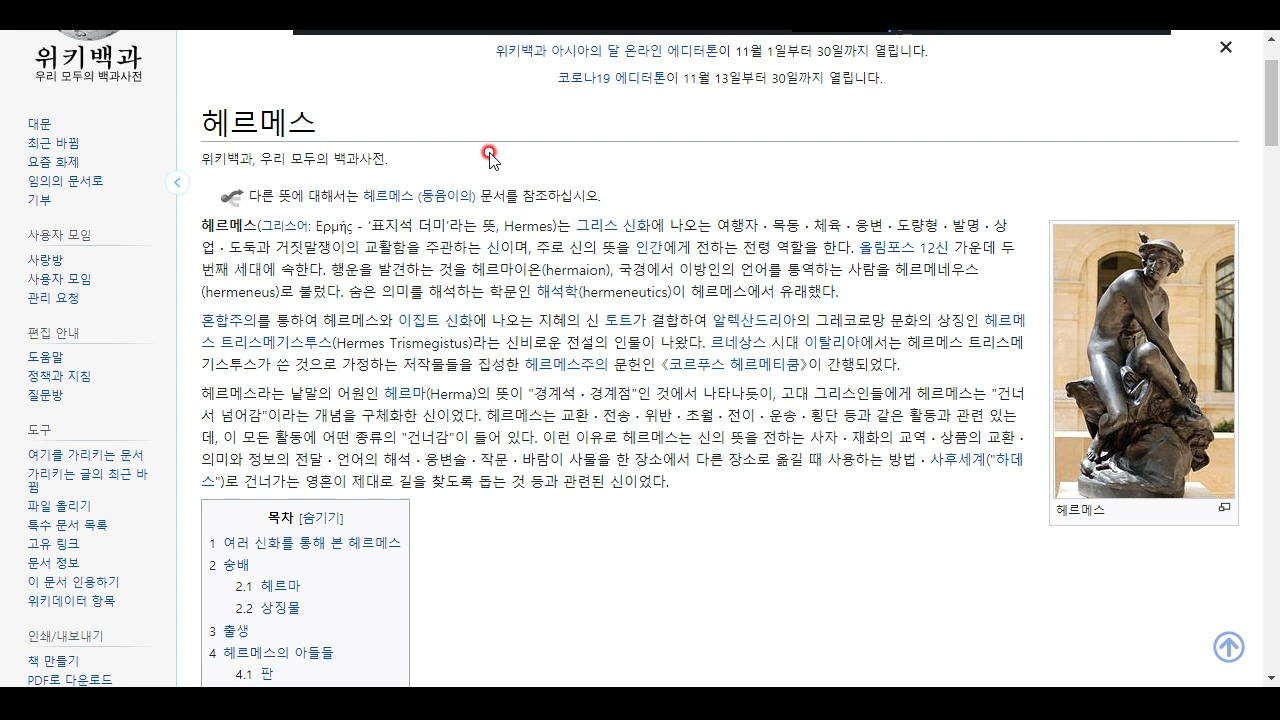 위키백과
우리 모두의 백과사전
대문
최근 바뀜
요즘 화제
임의의 문서로
기부
사용자 모임
사랑방
사용자 모임
관리 요청
편집 안내
도움말
정책과 지침
질문방
도구
여기를 가리키는 문서
가리키는 글의 최근 바
뀜
파일 올리기
특수 문서 목록
고유 링크
문서 정보
이 문서 인용하기
위키데이터 항목
인쇄/내보내기
책 만들기
PDF로 다운로드
위키백과 아시아의 달 온라인 에디터톤이 11월 1일부터 30일까지 열립니다.
코로나19 에디터톤이 11월 13일부터 30일까지 열립니다.
헤르메스
위키백과, 우리 모두의 백과사전.
다른 뜻에 대해서는 헤르메스 (동음이의) 문서를 참조하십시오.
헤르메스(그리스어: Ερμής - ‘표지석 더미’라는 뜻, Hermes)는 그리스 신화에 나오는 여행자·목동·체육·웅변·도량형·발명·상
업·도둑과 거짓말쟁이의 교활함을 주관하는 신이며, 주로 신의 뜻을 인간에게 전하는 전령 역할을 한다. 올림포스 12신 가운데 두
번째 세대에 속한다. 행운을 발견하는 것을 헤르마이온(hermaion), 국경에서 이방인의 언어를 통역하는 사람을 헤르메네우스
(hermeneus)로 불렀다. 숨은 의미를 해석하는 학문인 해석학(hermeneutics)이 헤르메스에서 유래했다.
혼합주의를 통하여 헤르메스와 이집트 신화에 나오는 지혜의 신 토트가 결합하여 알렉산드리아의 그레코로망 문화의 상징인 헤르메
스 트리스메기스투스(Hermes Trismegistus)라는 신비로운 전설의 인물이 나왔다. 르네상스 시대 이탈리아에서는 헤르메스 트리스메
기스투스가 쓴 것으로 가정하는 저작물들을 집성한 헤르메스주의 문헌인 《코르푸스 헤르메티쿰》이 간행되었다.
헤르메스라는 낱말의 어원인 헤르마(Herma)의 뜻이 "경계석·경계점"인 것에서 나타나듯이, 고대 그리스인들에게 헤르메스는 "건너
서 넘어감"이라는 개념을 구체화한 신이었다. 헤르메스는 교환·전송·위반·초월·전이·운송·횡단 등과 같은 활동과 관련 있는
데, 이 모든 활동에 어떤 종류의 "건너감"이 들어 있다. 이런 이유로 헤르메스는 신의 뜻을 전하는 사자·재화의 교역·상품의 교환·
의미와 정보의 전달·언어의 해석·웅변술·작문·바람이 사물을 한 장소에서 다른 장소로 옮길 때 사용하는 방법·사후세계("하데
스")로 건너가는 영혼이 제대로 길을 찾도록 돕는 것 등과 관련된 신이었다.
헤르메스
목차 [숨기기]
1 여러 신화를 통해 본 헤르메스
2 숭배
2.1 헤르마
2.2 상징물
3 출생
4 헤르메스의 아들들
4.1 판